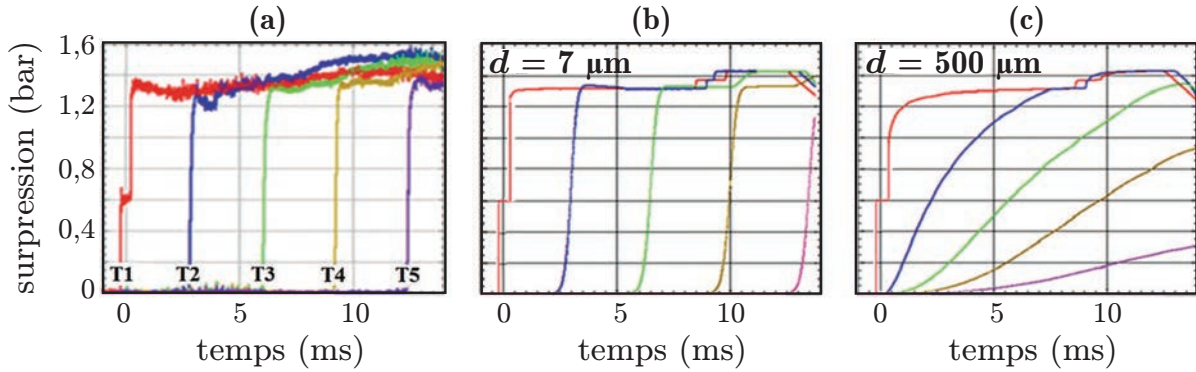 (a) (b) (c)
surpression (bar)
1,6
1,2
0,8
0,4
0
T1 T2 T3 T4 T5
d = 7 µm
d = 500 µm
0 5 10
0 5 10
0 5 10
temps (ms) temps (ms) temps (ms)